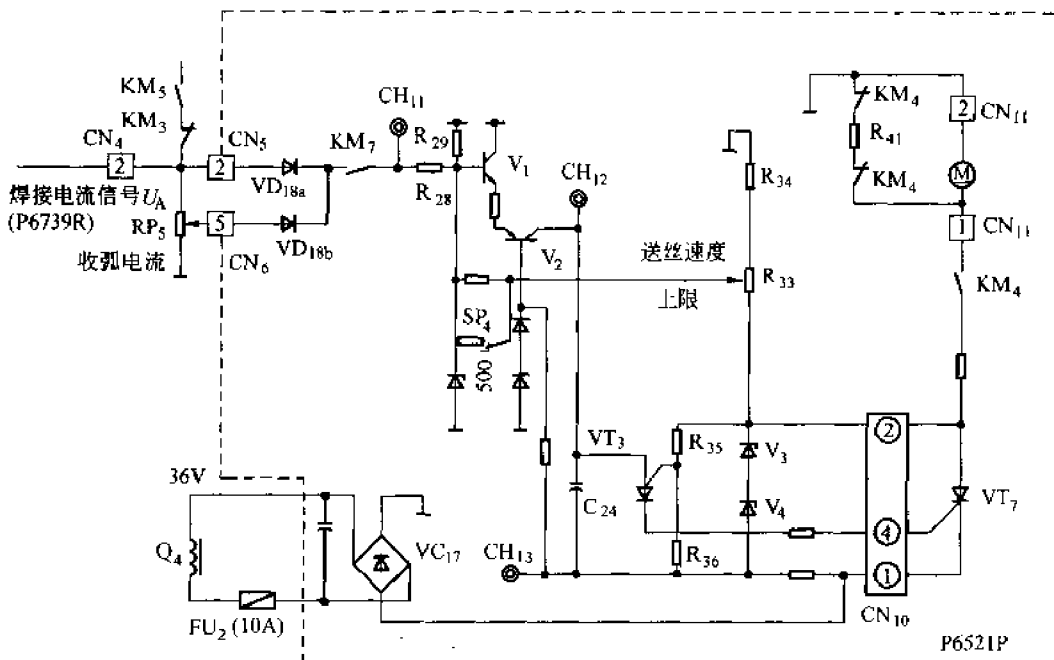 KM5
KM3
CN4
2
CN5
2
VD18a
KM7
CH11
R29
R28
V1
CH12
V2
焊接电流信号UA
(P6739R)
RP5
5
VD18b
收弧电流
CN6
SP4
500
送丝速度
上限
R34
R33
KM4
R41
KM4
2
CN11
M
1
CN11
KM4
36V
Q4
FU2 (10A)
VC17
CH13
C24
VT3
R35
R36
V3
V4
2
4
1
CN10
VT7
P6521P